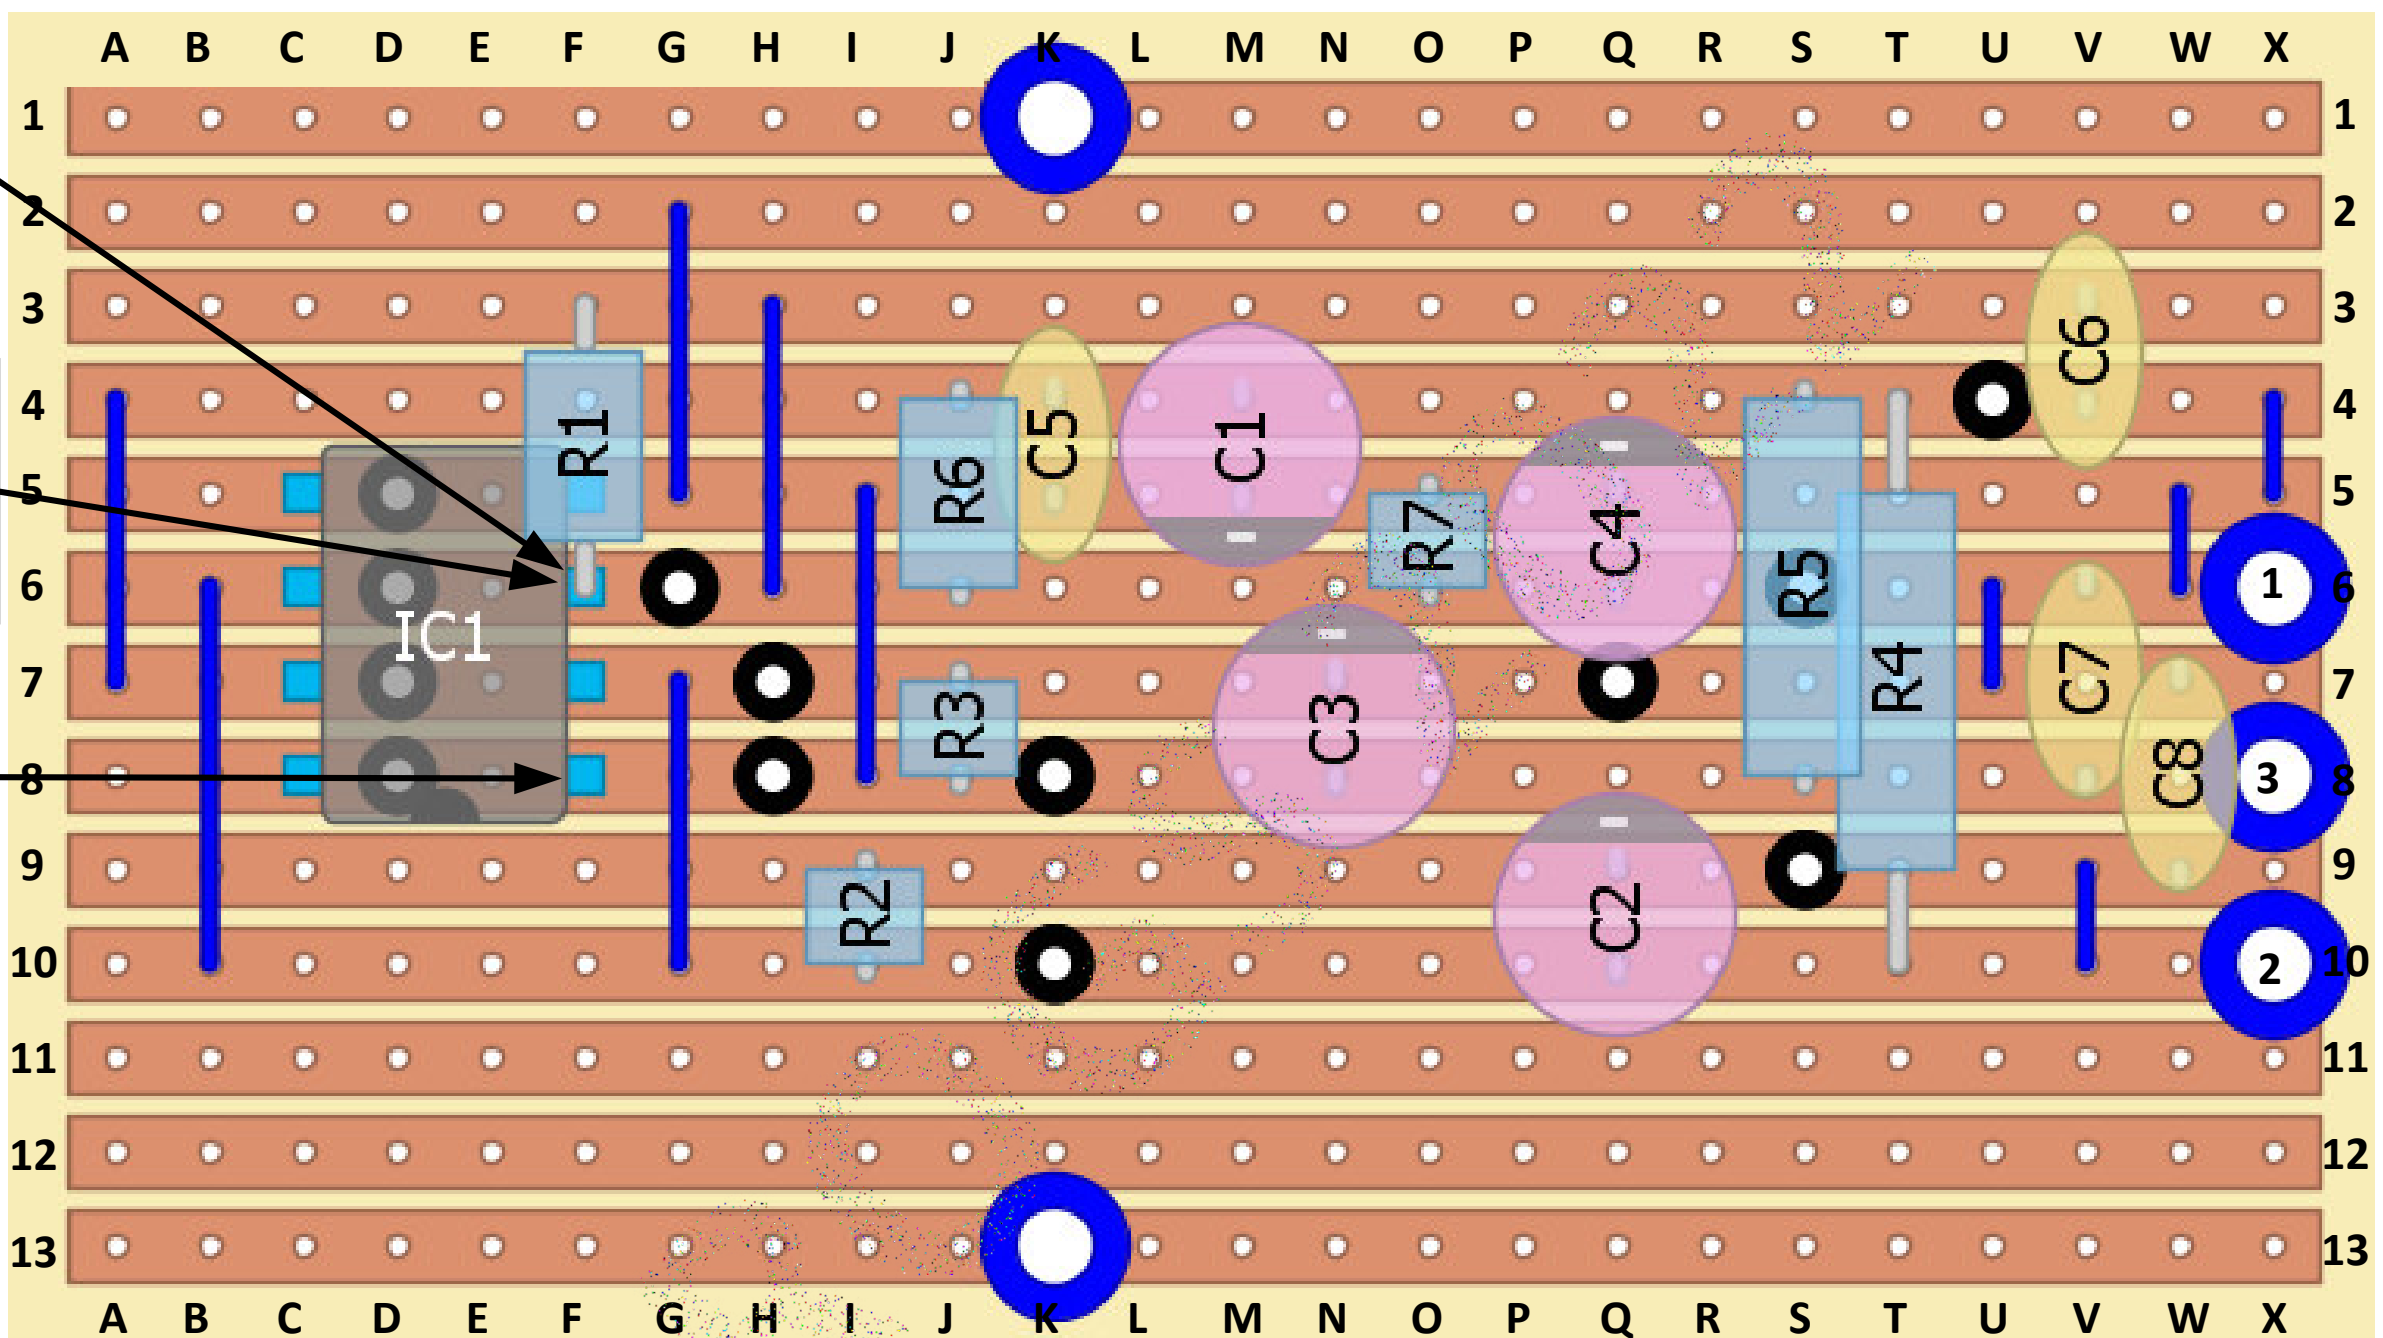 A B C D E F G H I J K L M N O P Q R S T U V W X
1 1
2 2
3 3
C6
4 4
R1 C5 C1
R6
5 5
R7 C4
R5
6 1 6
IC1
R4 C7
7 7
R3 C3
8 C8 3 8
9 9
R2 C2
10 2 10
11 11
12 12
13 13
A B C D E F G H I J K L M N O P Q R S T U V W X